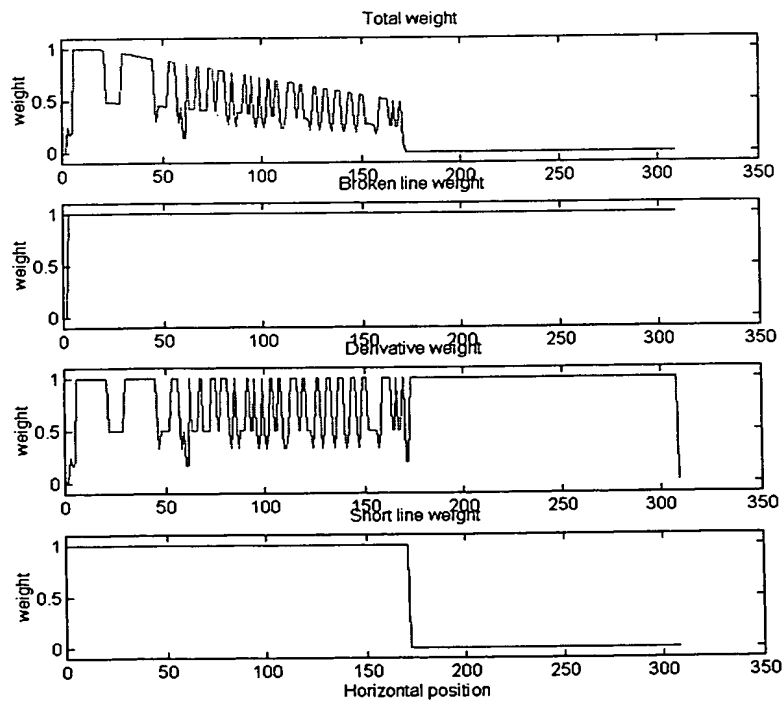 Total weight
1
0.5
0
weight
0 50 100 150 200 250 300 350
Broken line weight
1
0.5
0
weight
0 50 100 150 200 250 300 350
Derivative weight
1
0.5
0
weight
0 50 100 150 200 250 300 350
Short line weight
1
0.5
0
weight
0 50 100 150 200 250 300 350
Horizontal position